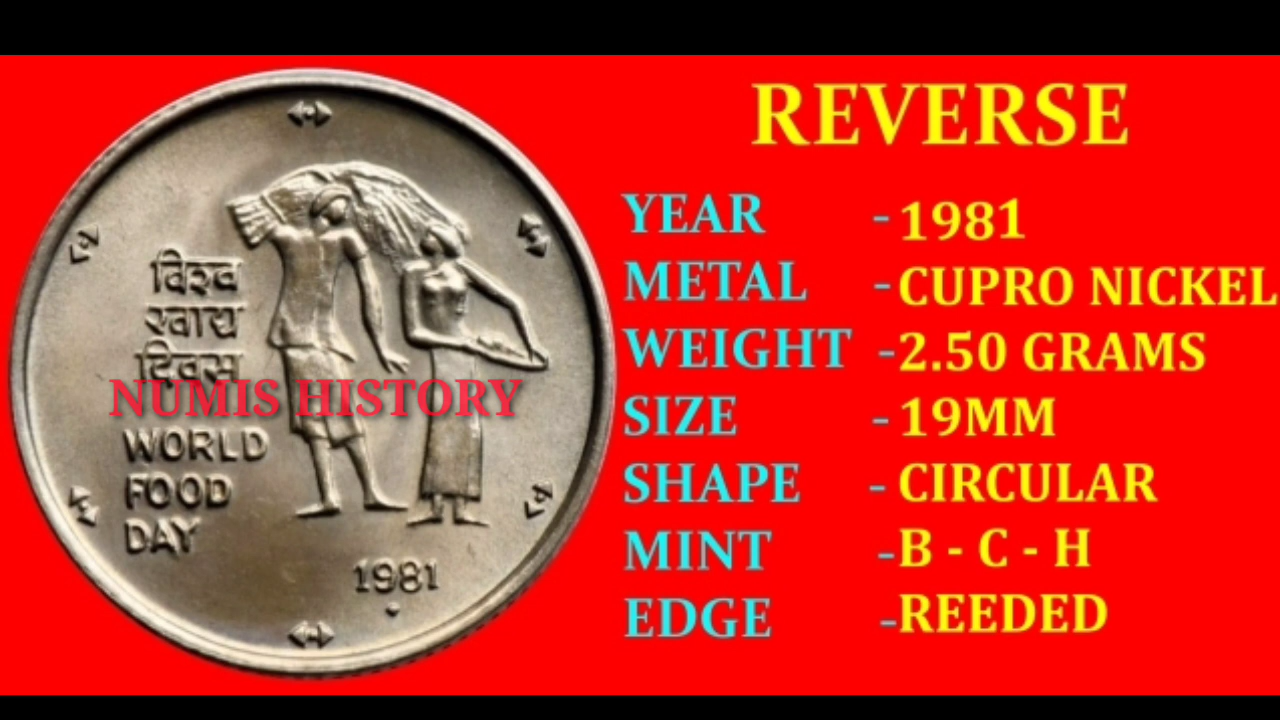 REVERSE
विश्व
खाद्य
दिवस
NUMIS HISTORY
WORLD
FOOD
DAY
1981
YEAR - 1981
METAL - CUPRO NICKEL
WEIGHT - 2.50 GRAMS
SIZE - 19MM
SHAPE - CIRCULAR
MINT - B - C - H
EDGE - REEDED